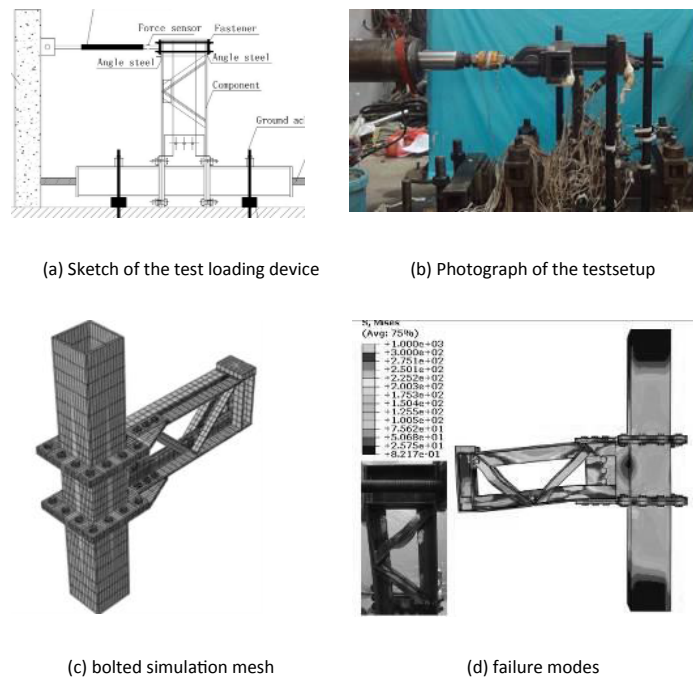 Force sensor
Fastener
Angle steel
Angle steel
Component
Ground
(a) Sketch of the test loading device
(b) Photograph of the testsetup
S, Mises
(Avg: 75%)
+1.000e+03
+3.000e+02
+2.751e+02
+2.501e+02
+2.252e+02
+2.003e+02
+1.753e+02
+1.504e+02
+1.255e+02
+1.005e+02
+7.562e+01
+5.068e+01
+2.575e+01
+8.217e-01
(c) bolted simulation mesh
(d) failure modes